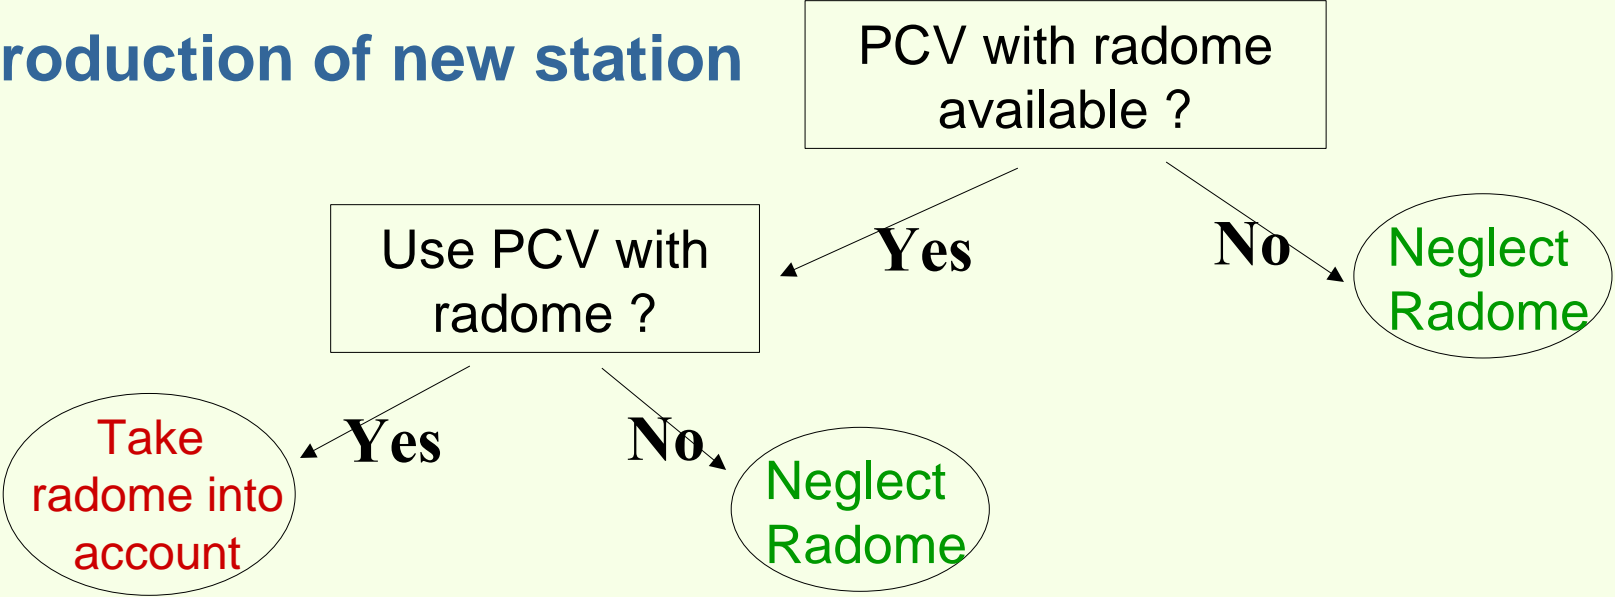 roduction of new station
PCV with radome
available ?
Yes
No
Neglect
Radome
Use PCV with
radome ?
Yes
No
Take
radome into
account
Neglect
Radome